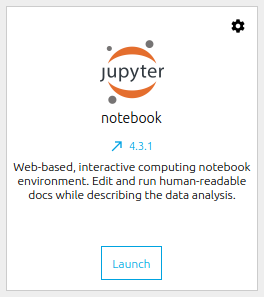 jupyter
notebook
4.3.1
Web-based, interactive computing notebook
environment. Edit and run human-readable
docs while describing the data analysis.
Launch